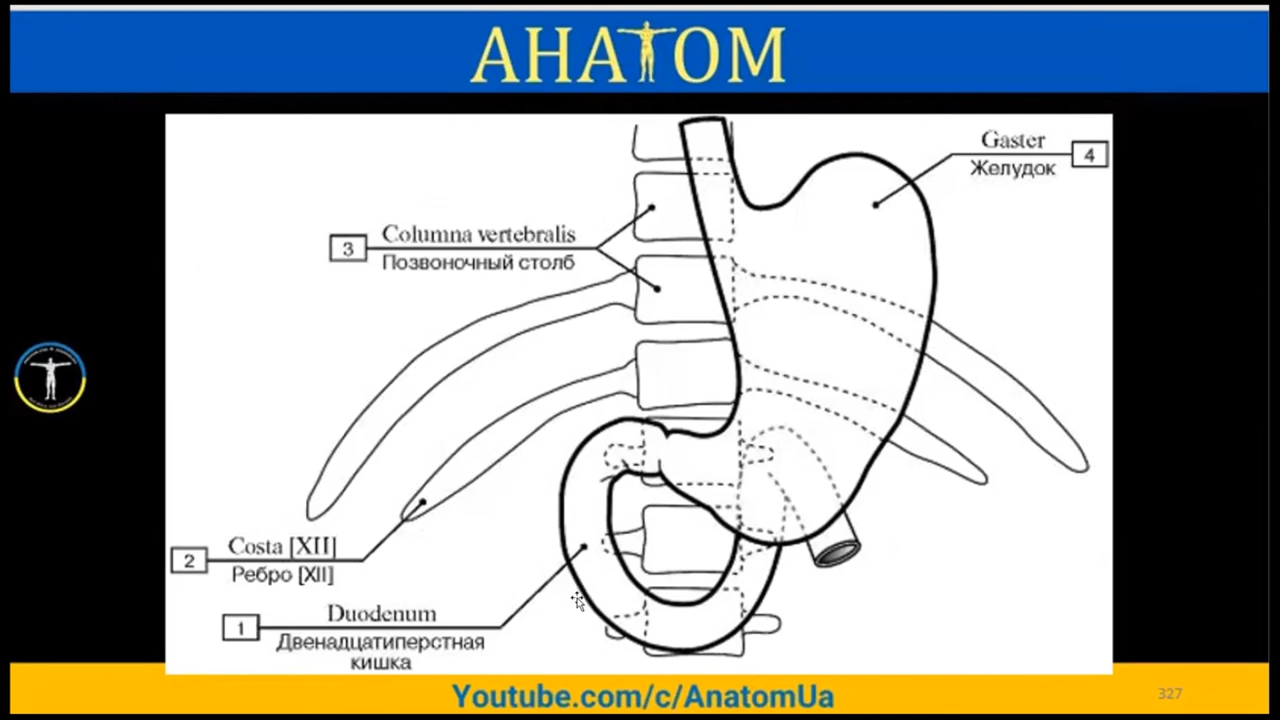 АНАТОМ
Gaster
Желудок
4
3
Columna vertebralis
Позвоночный столб
2
Costa [XII]
Ребро [XII]
1
Duodenum
Двенадцатиперстная
кишка
Youtube.com/c/AnatomUa
327